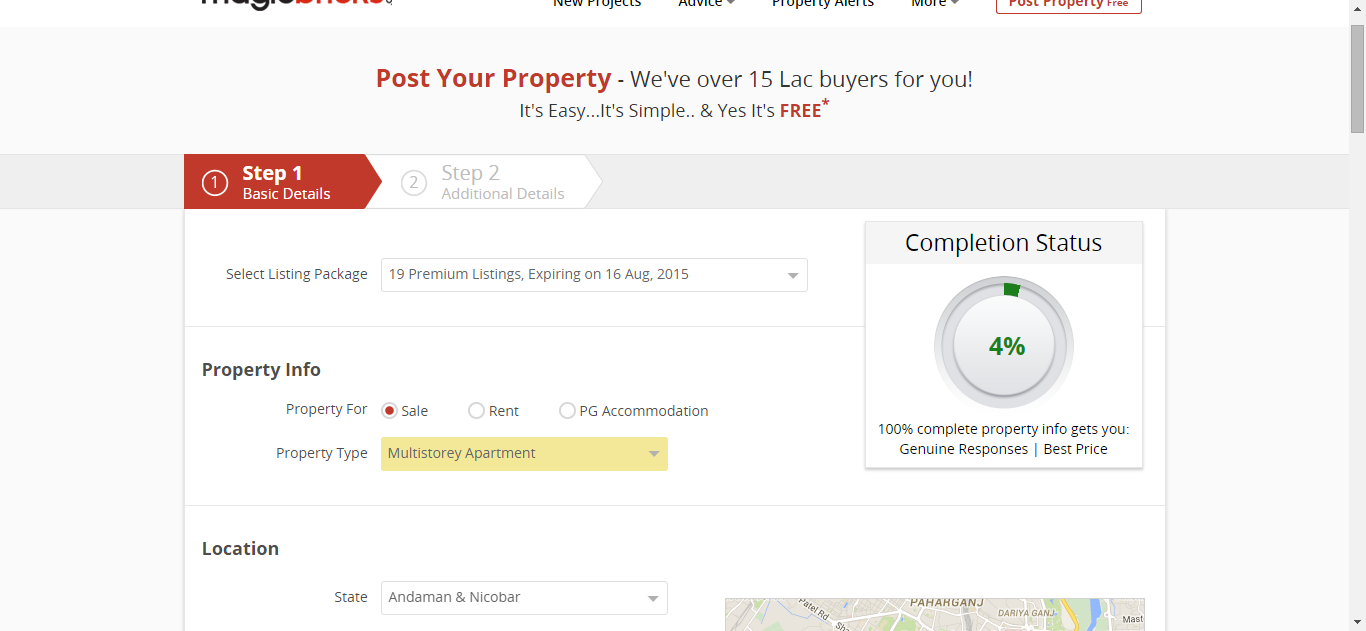 magicbricks
New Projects Advice Property Alerts More Post Property Free
Post Your Property - We've over 15 Lac buyers for you!
It's Easy...It's Simple.. & Yes It's FREE*
1 Step 1
Basic Details
2 Step 2
Additional Details
Completion Status
Select Listing Package 19 Premium Listings, Expiring on 16 Aug, 2015
4%
Property Info
Property For Sale Rent PG Accommodation
100% complete property info gets you:
Genuine Responses | Best Price
Property Type Multistorey Apartment
Location
State Andaman & Nicobar
Patel Rd
PAHARGANJ
DARIYA GANJ